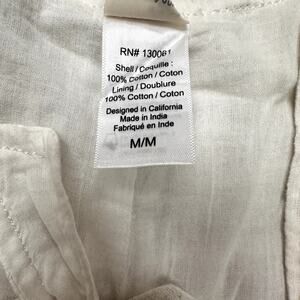 RN# 130061
Shell / Coquille :
100% Cotton / Coton
Lining / Doublure
100% Cotton / Coton
Designed in California
Made in India
Fabriqué en Inde
M/M